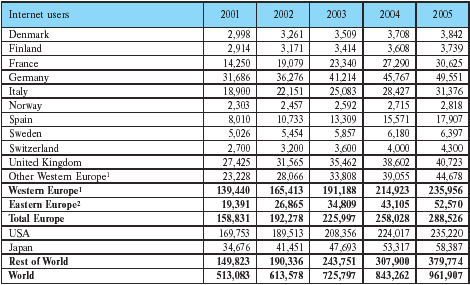 Internet users 2001 2002 2003 2004 2005
Denmark 2,998 3,261 3,509 3,708 3,842
Finland 2,914 3,171 3,414 3,608 3,739
France 14,250 19,079 23,340 27,290 30,625
Germany 31,686 36,276 41,214 45,767 49,551
Italy 18,900 22,151 25,083 28,427 31,376
Norway 2,303 2,457 2,592 2,715 2,818
Spain 8,010 10,733 13,309 15,571 17,907
Sweden 5,026 5,454 5,857 6,180 6,397
Switzerland 2,700 3,200 3,600 4,000 4,300
United Kingdom 27,425 31,565 35,462 38,602 40,723
Other Western Europe¹ 23,228 28,066 33,808 39,055 44,678
Western Europe¹ 139,440 165,413 191,188 214,923 235,956
Eastern Europe² 19,391 26,865 34,809 43,105 52,570
Total Europe 158,831 192,278 225,997 258,028 288,526
USA 169,753 189,513 208,356 224,017 235,220
Japan 34,676 41,451 47,693 53,317 58,387
Rest of World 149,823 190,336 243,751 307,900 379,774
World 513,083 613,578 725,797 843,262 961,907